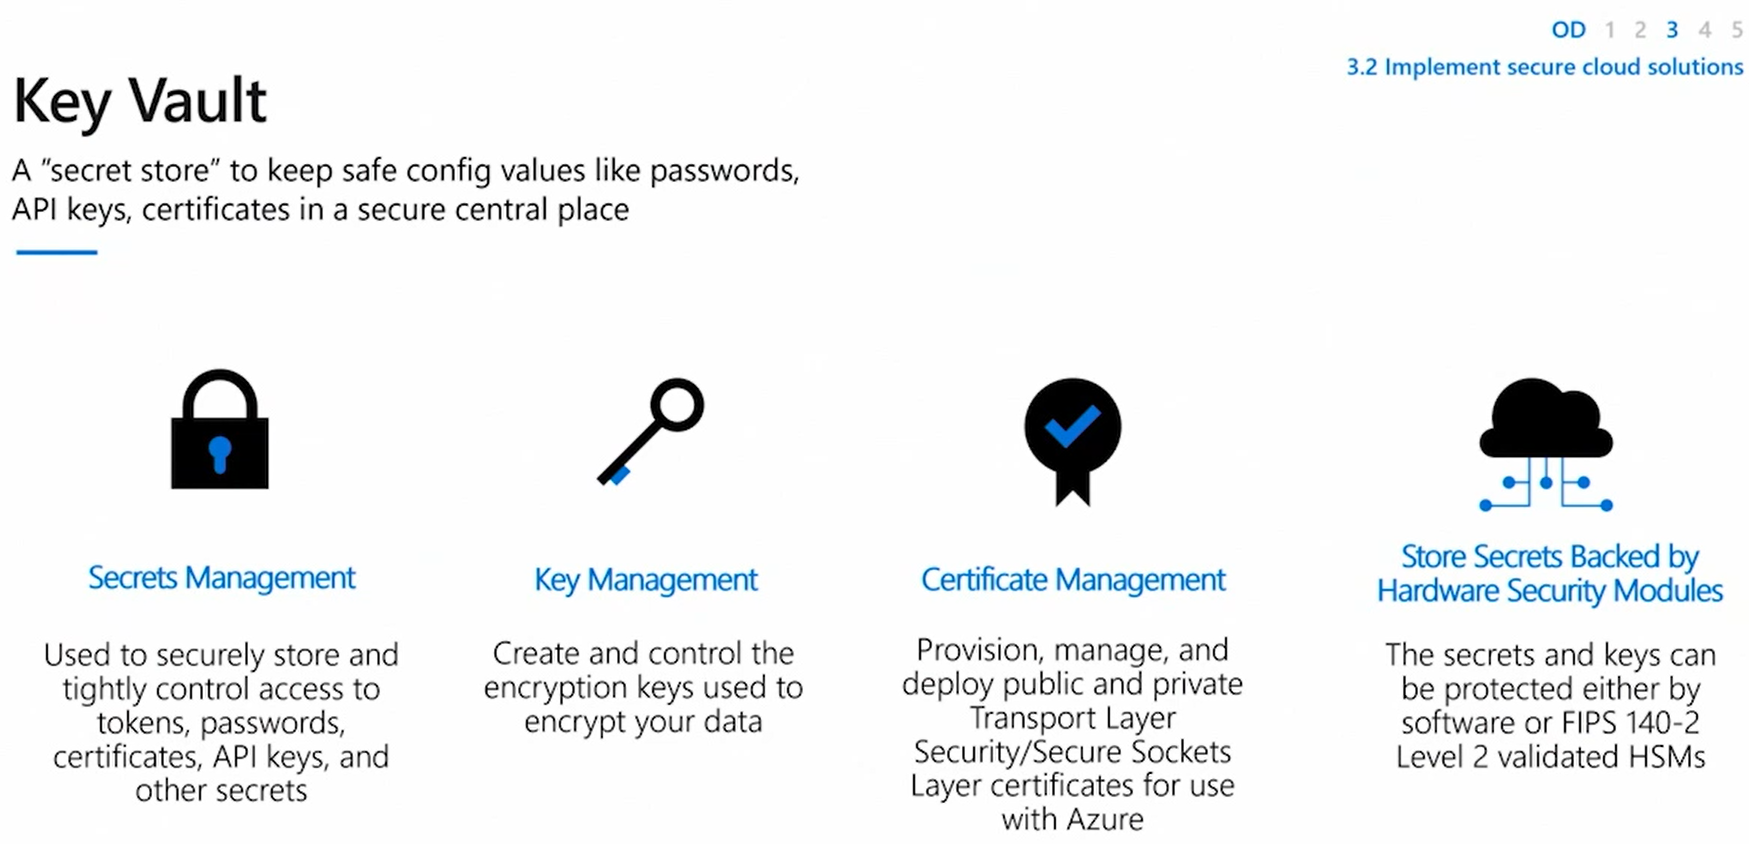 OD 1 2 3 4 5
3.2 Implement secure cloud solutions
Key Vault
A “secret store” to keep safe config values like passwords,
API keys, certificates in a secure central place
Secrets Management
Used to securely store and
tightly control access to
tokens, passwords,
certificates, API keys, and
other secrets
Key Management
Create and control the
encryption keys used to
encrypt your data
Certificate Management
Provision, manage, and
deploy public and private
Transport Layer
Security/Secure Sockets
Layer certificates for use
with Azure
Store Secrets Backed by
Hardware Security Modules
The secrets and keys can
be protected either by
software or FIPS 140-2
Level 2 validated HSMs